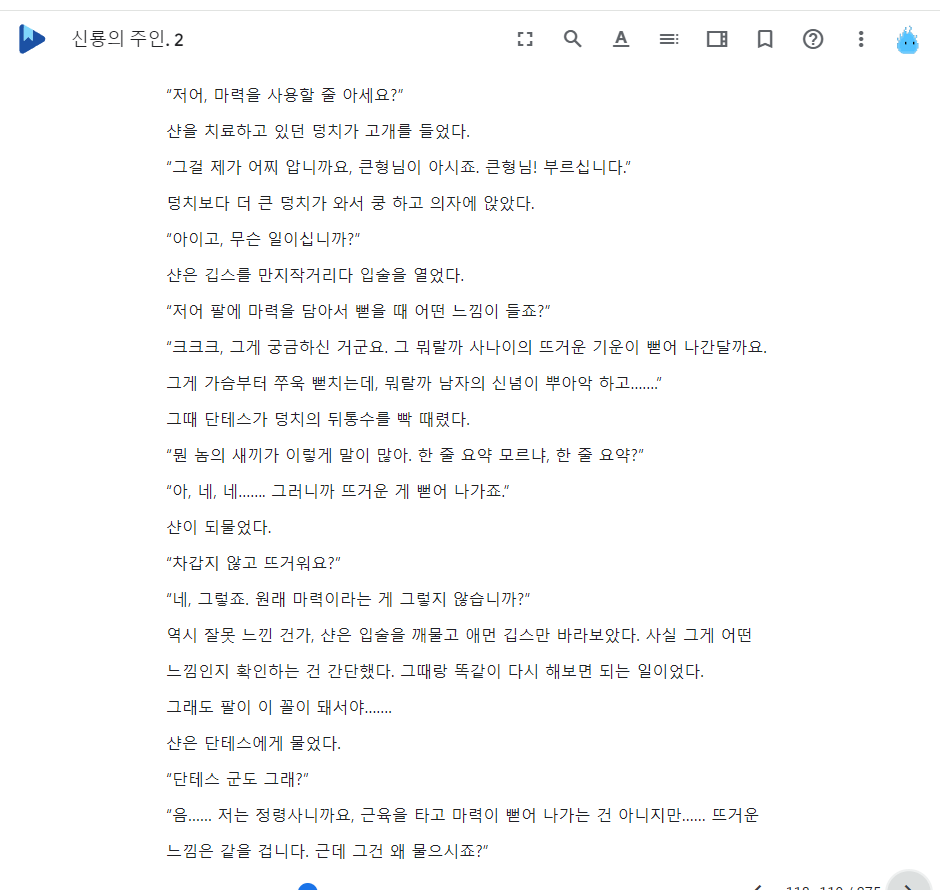 신룡의 주인. 2
"저어, 마력을 사용할 줄 아세요?"
샨을 치료하고 있던 덩치가 고개를 들었다.
"그걸 제가 어찌 압니까요, 큰형님이 아시죠. 큰형님! 부르십니다."
덩치보다 더 큰 덩치가 와서 쿵 하고 의자에 앉았다.
"아이고, 무슨 일이십니까?"
샨은 깁스를 만지작거리다 입술을 열었다.
"저어 팔에 마력을 담아서 뻗을 때 어떤 느낌이 들죠?"
"크크크, 그게 궁금하신 거군요. 그 뭐랄까 사나이의 뜨거운 기운이 뻗어 나간달까요.
그게 가슴부터 쭈욱 뻗치는데, 뭐랄까 남자의 신념이 뿌아악 하고......."
그때 단테스가 덩치의 뒤통수를 빡 때렸다.
"뭔 놈의 새끼가 이렇게 말이 많아. 한 줄 요약 모르냐, 한 줄 요약?"
"아, 네, 네....... 그러니까 뜨거운 게 뻗어 나가죠."
샨이 되물었다.
"차갑지 않고 뜨거워요?"
"네, 그렇죠. 원래 마력이라는 게 그렇지 않습니까?"
역시 잘못 느낀 건가, 샨은 입술을 깨물고 애먼 깁스만 바라보았다. 사실 그게 어떤
느낌인지 확인하는 건 간단했다. 그때랑 똑같이 다시 해보면 되는 일이었다.
그래도 팔이 이 꼴이 돼서야.......
샨은 단테스에게 물었다.
"단테스 군도 그래?"
"음...... 저는 정령사니까요, 근육을 타고 마력이 뻗어 나가는 건 아니지만...... 뜨거운
느낌은 같을 겁니다. 근데 그건 왜 물으시죠?"